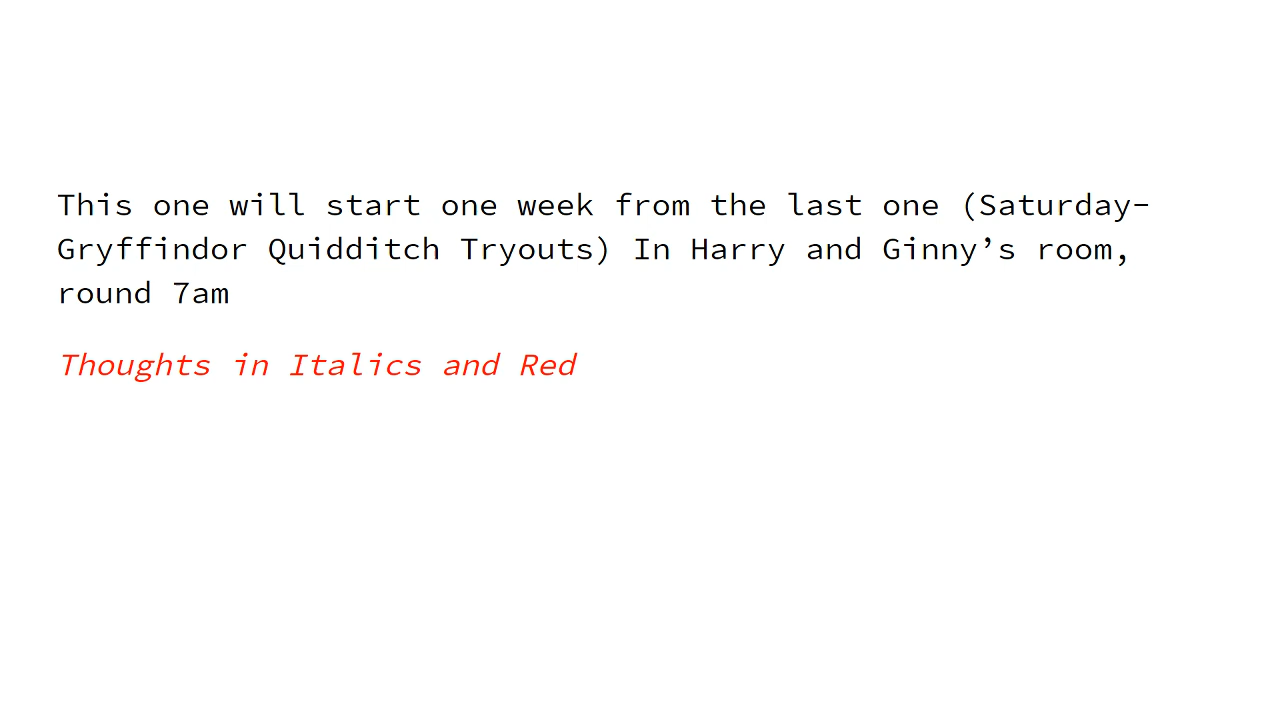 This one will start one week from the last one (Saturday-
Gryffindor Quidditch Tryouts) In Harry and Ginny’s room,
round 7am
Thoughts in Italics and Red